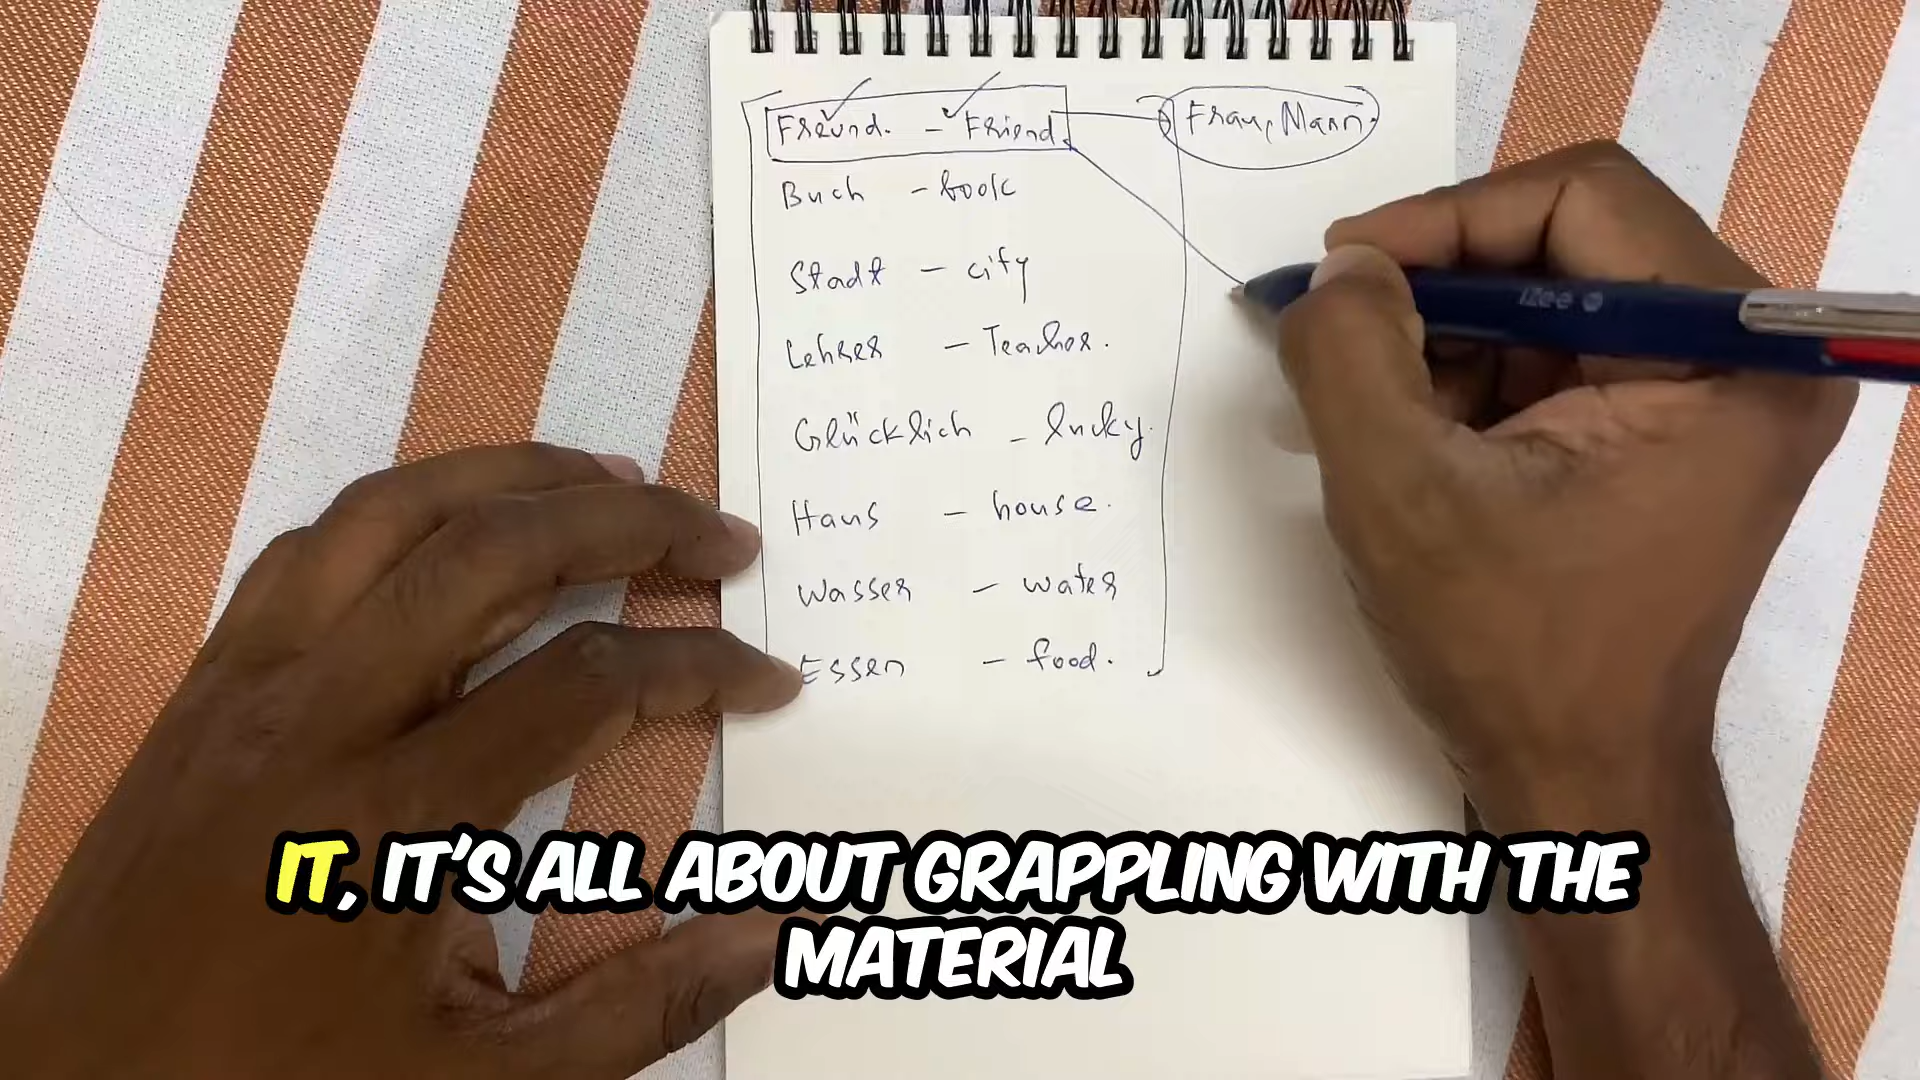 Freund. - Friend. Frau, Mann.
Buch - book
Stadt - city
Lehrer - Teacher.
Glücklich - lucky.
Haus - house.
Wasser - water
Essen - food.
izee
IT, IT'S ALL ABOUT GRAPPLING WITH THE
MATERIAL